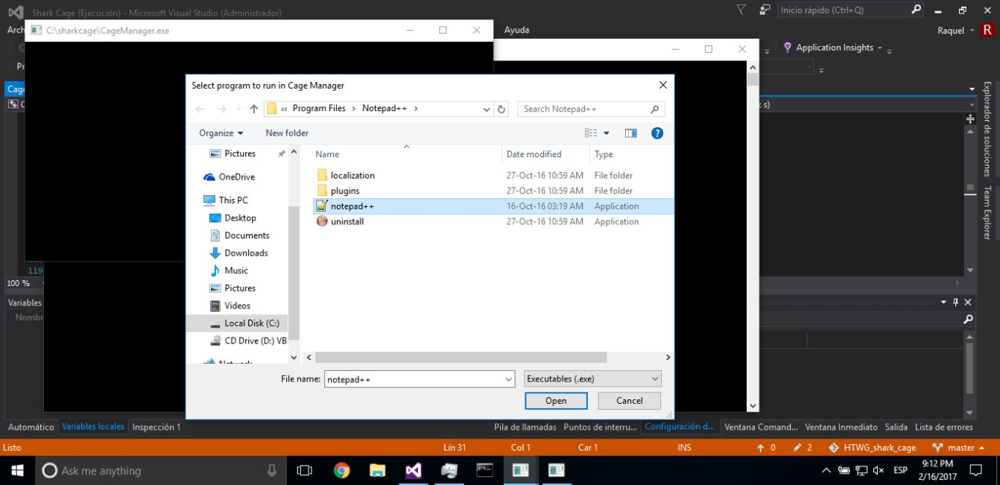 Shark Cage (Ejecución) - Microsoft Visual Studio (Administrador)
Inicio rápido (Ctrl+Q)
Arch
C:\sharkcage\CageManager.exe
Ayuda
Raquel
R
Application Insights
Pr
Select program to run in Cage Manager
Cage
« Program Files > Notepad++ >
Search Notepad++
s)
Organize
New folder
Pictures
Name
Date modified
Type
OneDrive
localization
27-Oct-16 10:59 AM
File folder
This PC
plugins
27-Oct-16 10:59 AM
File folder
Desktop
notepad++
16-Oct-16 03:19 AM
Application
Documents
uninstall
27-Oct-16 10:59 AM
Application
Downloads
Music
Pictures
Videos
Local Disk (C:)
CD Drive (D:) VB
Network
119
100 %
Variables
Nombr
File name:
notepad++
Executables (.exe)
Open
Cancel
Explorador de soluciones
Team Explorer
Automático
Variables locales
Inspección 1
Pila de llamadas
Puntos de interru...
Configuración d...
Ventana Comand...
Ventana Inmediato
Salida
Lista de errores
Listo
Lín 31
Col 1
Car 1
INS
0
2
HTWG_shark_cage
master
Ask me anything
ESP
9:12 PM
2/16/2017